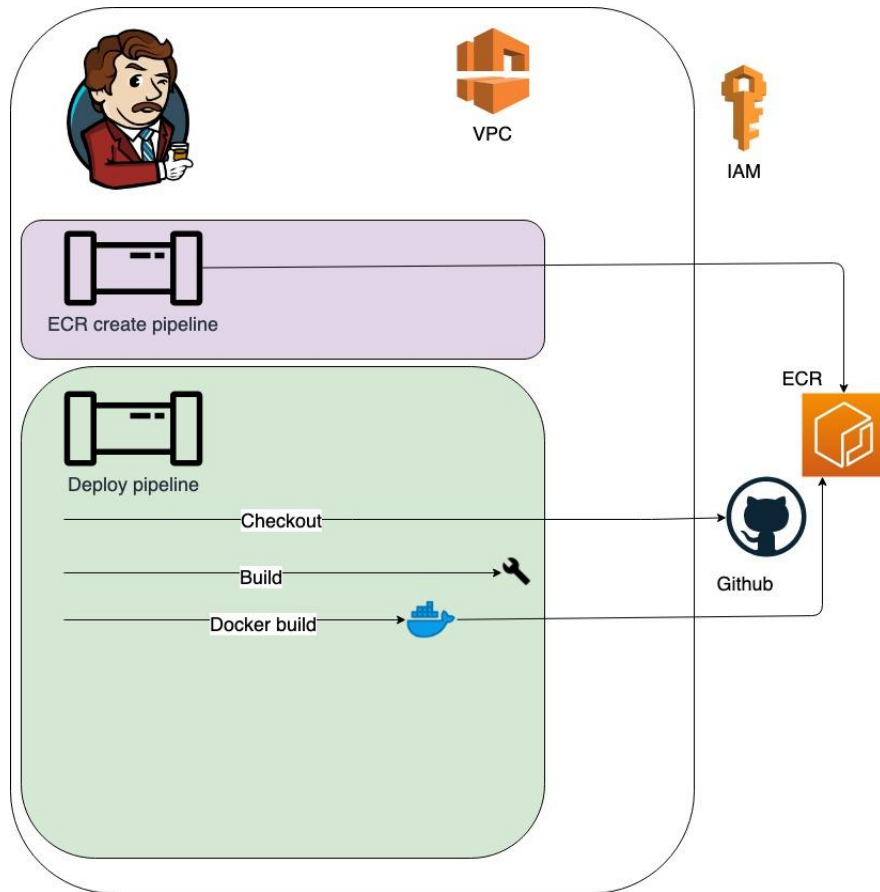 VPC
IAM
ECR create pipeline
ECR
Deploy pipeline
Checkout
Github
Build
Docker build